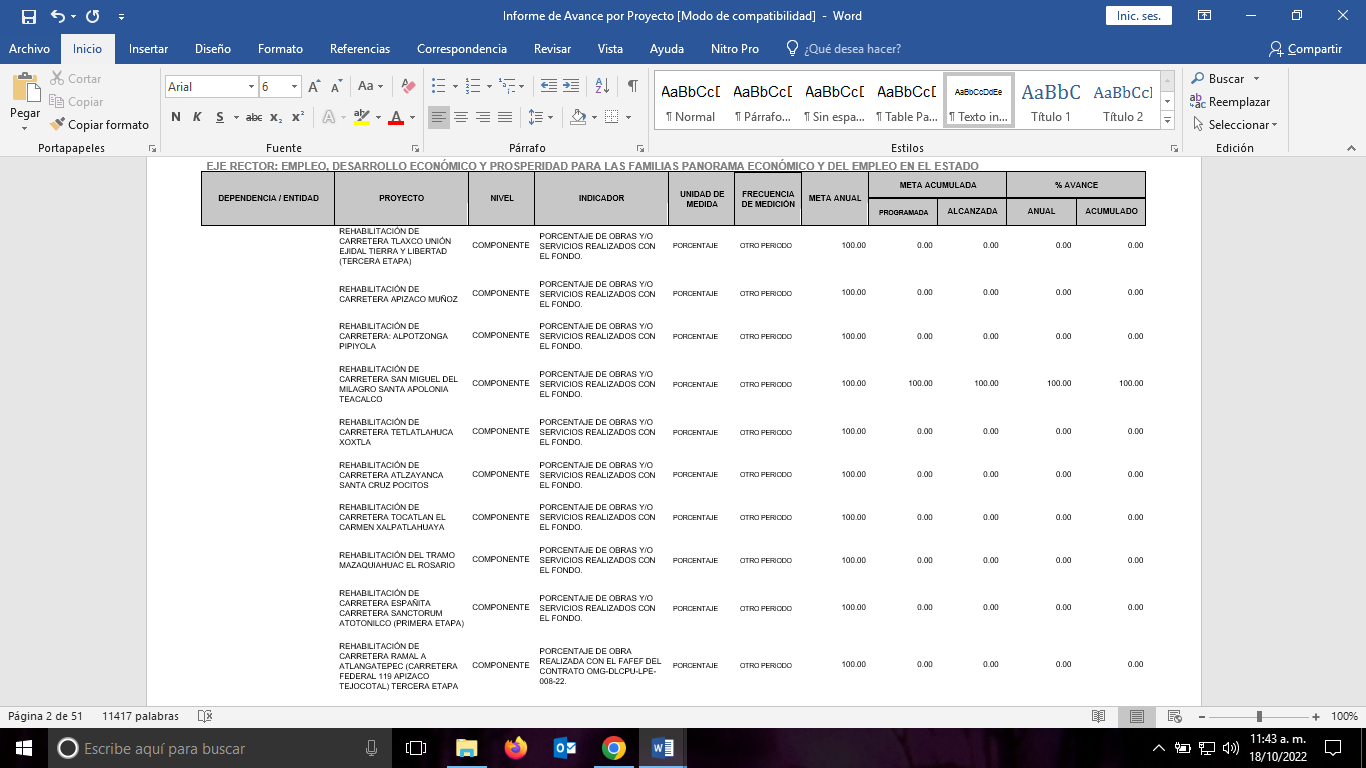 Informe de Avance por Proyecto [Modo de compatibilidad] - Word
Inic. ses.
Archivo Inicio Insertar Diseño Formato Referencias Correspondencia Revisar Vista Ayuda Nitro Pro ¿Qué desea hacer? Compartir
Pegar
Cortar
Copiar
Copiar formato
Portapapeles
Arial 6
N K S abc x₂ x²
Fuente
Párrafo
AaBbCcI AaBbCcI AaBbCcI AaBbCcI AaBbCcDdEe AaBbC AaBbCcI
¶ Normal ¶ Párrafo... ¶ Sin espa... ¶ Table Pa... ¶ Texto in... Título 1 Título 2
Estilos
Buscar
Reemplazar
Seleccionar
Edición
EJE RECTOR: EMPLEO, DESARROLLO ECONÓMICO Y PROSPERIDAD PARA LAS FAMILIAS PANORAMA ECONÓMICO Y DEL EMPLEO EN EL ESTADO
DEPENDENCIA / ENTIDAD
PROYECTO
NIVEL
INDICADOR
UNIDAD DE
MEDIDA
FRECUENCIA
DE MEDICIÓN
META ANUAL
META ACUMULADA
PROGRAMADA ALCANZADA
% AVANCE
ANUAL ACUMULADO
REHABILITACIÓN DE
CARRETERA TLAXCO UNIÓN
EJIDAL TIERRA Y LIBERTAD
(TERCERA ETAPA)
COMPONENTE
PORCENTAJE DE OBRAS Y/O
SERVICIOS REALIZADOS CON
EL FONDO.
PORCENTAJE OTRO PERIODO 100.00 0.00 0.00 0.00 0.00
REHABILITACIÓN DE
CARRETERA APIZACO MUÑOZ
COMPONENTE
PORCENTAJE DE OBRAS Y/O
SERVICIOS REALIZADOS CON
EL FONDO.
PORCENTAJE OTRO PERIODO 100.00 0.00 0.00 0.00 0.00
REHABILITACIÓN DE
CARRETERA: ALPOTZONGA
PIPIYOLA
COMPONENTE
PORCENTAJE DE OBRAS Y/O
SERVICIOS REALIZADOS CON
EL FONDO.
PORCENTAJE OTRO PERIODO 100.00 0.00 0.00 0.00 0.00
REHABILITACIÓN DE
CARRETERA SAN MIGUEL DEL
MILAGRO SANTA APOLONIA
TEACALCO
COMPONENTE
PORCENTAJE DE OBRAS Y/O
SERVICIOS REALIZADOS CON
EL FONDO.
PORCENTAJE OTRO PERIODO 100.00 100.00 100.00 100.00 100.00
REHABILITACIÓN DE
CARRETERA TETLATLAHUCA
XOXTLA
COMPONENTE
PORCENTAJE DE OBRAS Y/O
SERVICIOS REALIZADOS CON
EL FONDO.
PORCENTAJE OTRO PERIODO 100.00 0.00 0.00 0.00 0.00
REHABILITACIÓN DE
CARRETERA ATLZAYANCA
SANTA CRUZ POCITOS
COMPONENTE
PORCENTAJE DE OBRAS Y/O
SERVICIOS REALIZADOS CON
EL FONDO.
PORCENTAJE OTRO PERIODO 100.00 0.00 0.00 0.00 0.00
REHABILITACIÓN DE
CARRETERA TOCATLAN EL
CARMEN XALPATLAHUAYA
COMPONENTE
PORCENTAJE DE OBRAS Y/O
SERVICIOS REALIZADOS CON
EL FONDO.
PORCENTAJE OTRO PERIODO 100.00 0.00 0.00 0.00 0.00
REHABILITACIÓN DEL TRAMO
MAZAQUIAHUAC EL ROSARIO
COMPONENTE
PORCENTAJE DE OBRAS Y/O
SERVICIOS REALIZADOS CON
EL FONDO.
PORCENTAJE OTRO PERIODO 100.00 0.00 0.00 0.00 0.00
REHABILITACIÓN DE
CARRETERA ESPAÑITA
CARRETERA SANCTORUM
ATOTONILCO (PRIMERA ETAPA)
COMPONENTE
PORCENTAJE DE OBRAS Y/O
SERVICIOS REALIZADOS CON
EL FONDO.
PORCENTAJE OTRO PERIODO 100.00 0.00 0.00 0.00 0.00
REHABILITACIÓN DE
CARRETERA RAMAL A
ATLANGATEPEC (CARRETERA
FEDERAL 119 APIZACO
TEJOCOTAL) TERCERA ETAPA
COMPONENTE
PORCENTAJE DE OBRA
REALIZADA CON EL FAFEF DEL
CONTRATO OMG-DLCPU-LPE-
008-22.
PORCENTAJE OTRO PERIODO 100.00 0.00 0.00 0.00 0.00
Página 2 de 51 11417 palabras 100%
Escribe aquí para buscar
11:43 a. m.
18/10/2022